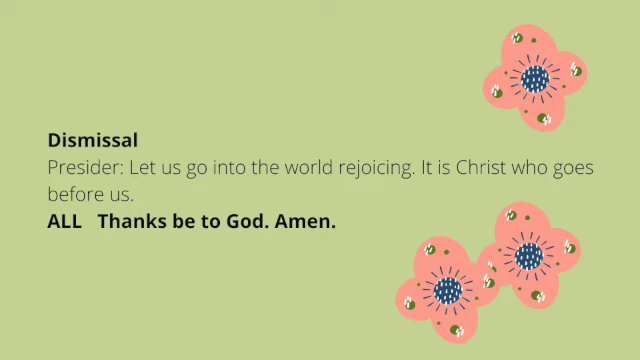 Dismissal
Presider: Let us go into the world rejoicing. It is Christ who goes
before us.
ALL   Thanks be to God. Amen.